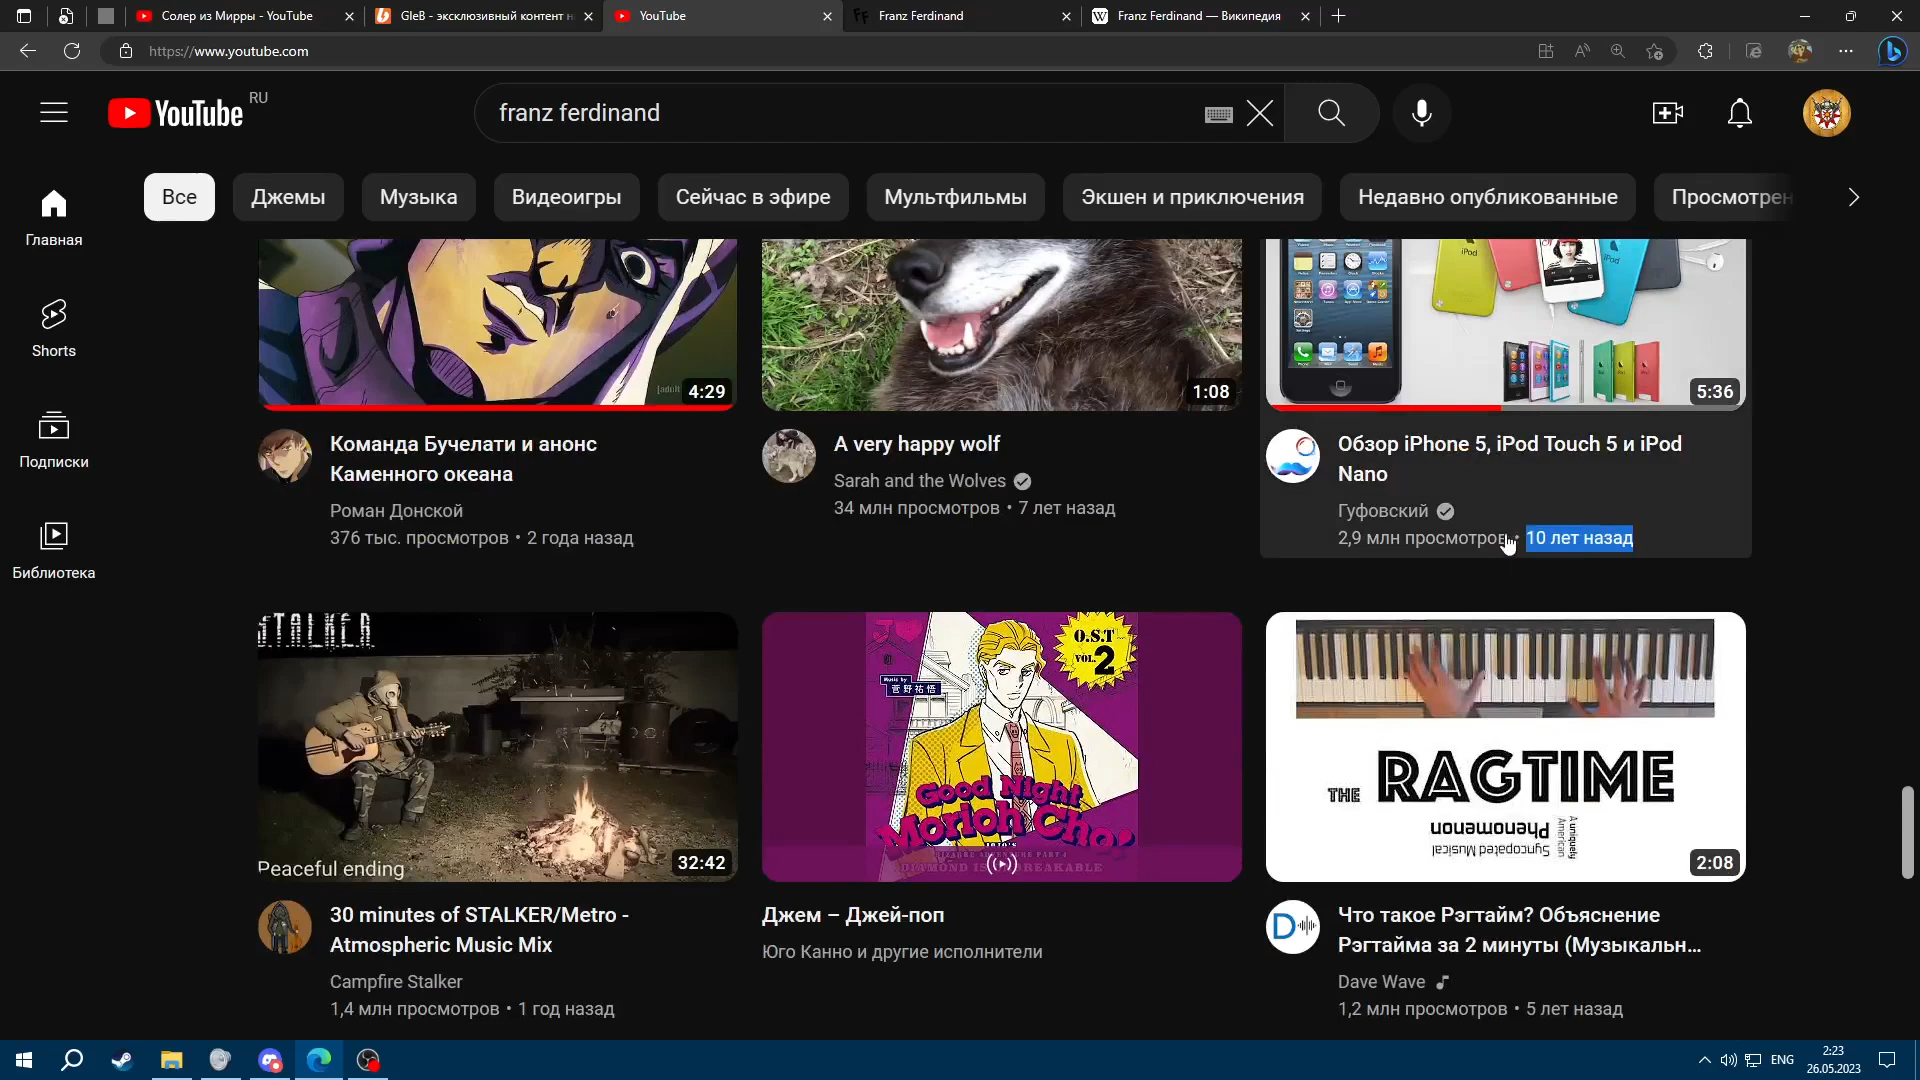 Солер из Мирры - YouTube
GleB - эксклюзивный контент н
YouTube
Franz Ferdinand
Franz Ferdinand — Википедия
https://www.youtube.com
YouTube RU
franz ferdinand
Все
Джемы
Музыка
Видеоигры
Сейчас в эфире
Мультфильмы
Экшен и приключения
Недавно опубликованные
Просмотрен
Главная
Shorts
Подписки
Библиотека
[adult
4:29
1:08
iPod
iPod
5:36
Команда Бучелати и анонс
Каменного океана
Роман Донской
376 тыс. просмотров • 2 года назад
A very happy wolf
Sarah and the Wolves
34 млн просмотров • 7 лет назад
Обзор iPhone 5, iPod Touch 5 и iPod
Nano
Гуфовский
2,9 млн просмотров • 10 лет назад
STALKER
Peaceful ending
32:42
O.S.T
VOL.2
Music by
菅野祐悟
Good Night
Morioh Cho
DIAMOND IS UNBREAKABLE
THE RAGTIME
A uniquely
American
Syncopated Musical
Phenomenon
2:08
30 minutes of STALKER/Metro -
Atmospheric Music Mix
Campfire Stalker
1,4 млн просмотров • 1 год назад
Джем – Джей-поп
Юго Канно и другие исполнители
Что такое Рэгтайм? Объяснение
Рэгтайма за 2 минуты (Музыкальн...
Dave Wave
1,2 млн просмотров • 5 лет назад
ENG
2:23
26.05.2023